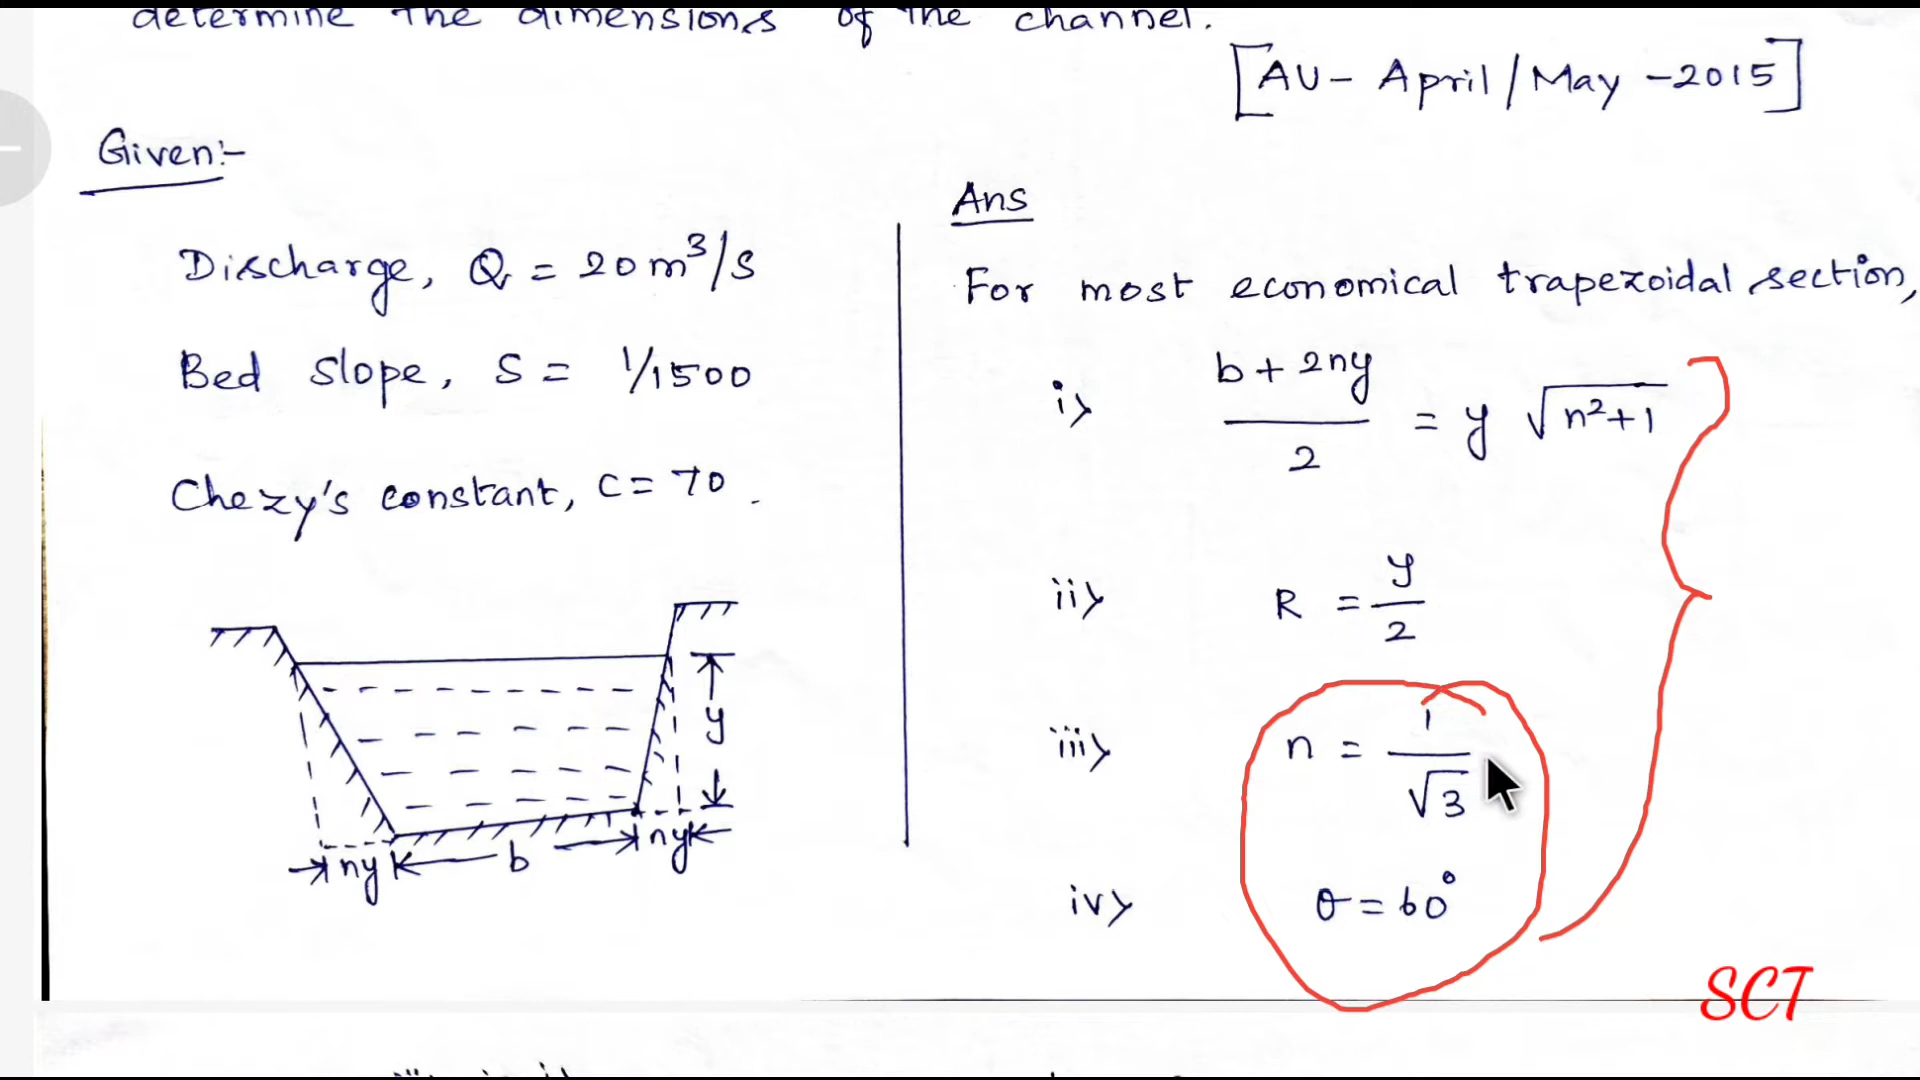 determine the dimensions of the channel.
[AU - April/May - 2015]
Given:-
Discharge, Q = 20 m³/s
Bed slope, S = 1/1500
Chezy's constant, C = 70.
y
ny b ny
Ans
For most economical trapezoidal section,
i> b + 2ny / 2 = y √n²+1
ii> R = y/2
iii> n = 1/√3
iv> θ = 60°
SCT